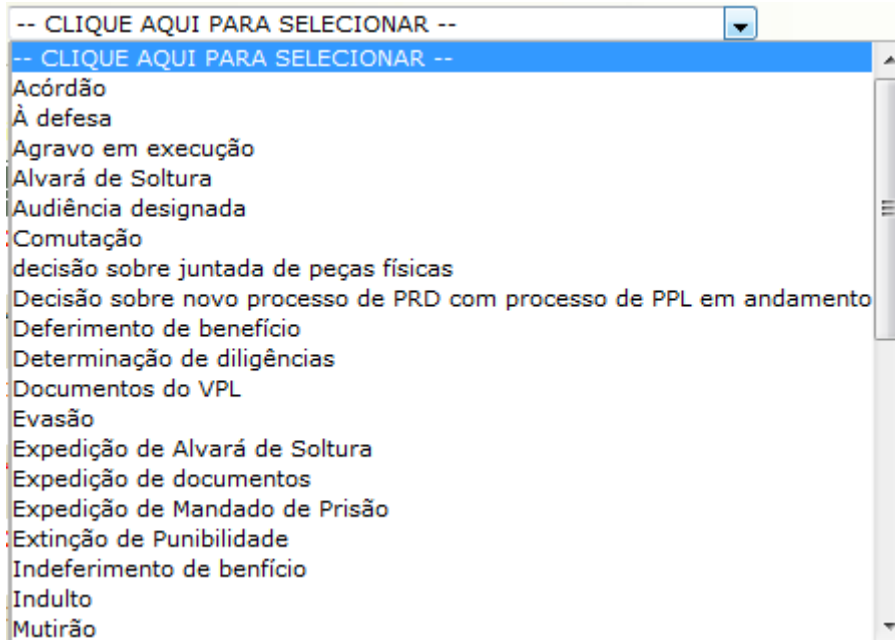 -- CLIQUE AQUI PARA SELECIONAR --
-- CLIQUE AQUI PARA SELECIONAR --
Acórdão
À defesa
Agravo em execução
Alvará de Soltura
Audiência designada
Comutação
decisão sobre juntada de peças físicas
Decisão sobre novo processo de PRD com processo de PPL em andamento
Deferimento de benefício
Determinação de diligências
Documentos do VPL
Evasão
Expedição de Alvará de Soltura
Expedição de documentos
Expedição de Mandado de Prisão
Extinção de Punibilidade
Indeferimento de benfício
Indulto
Mutirão